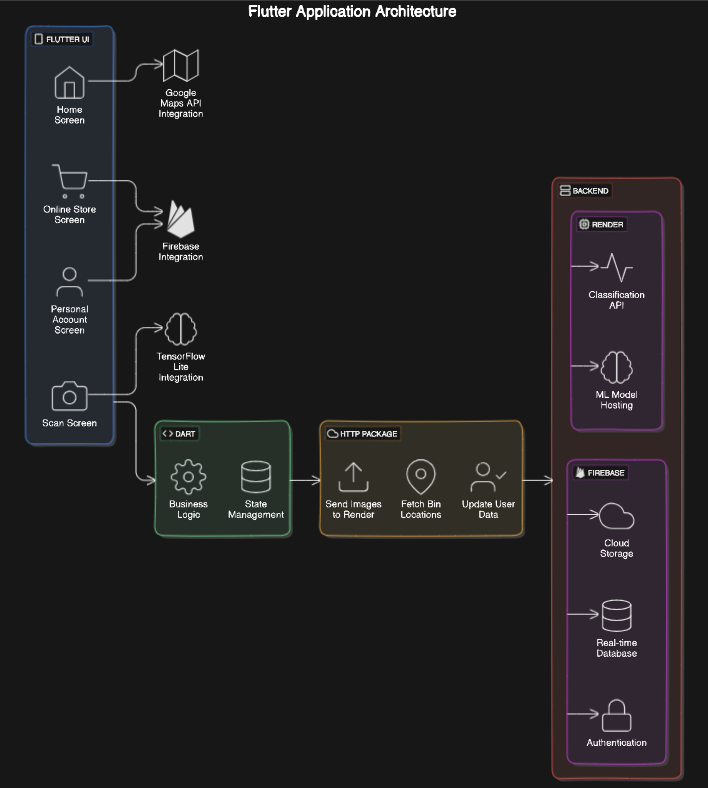 Flutter Application Architecture
FLUTTER UI
Home
Screen
Google
Maps API
Integration
Online Store
Screen
Firebase
Integration
Personal
Account
Screen
TensorFlow
Lite
Integration
Scan Screen
DART
Business
Logic
State
Management
HTTP PACKAGE
Send Images
to Render
Fetch Bin
Locations
Update User
Data
BACKEND
RENDER
Classification
API
ML Model
Hosting
FIREBASE
Cloud
Storage
Real-time
Database
Authentication